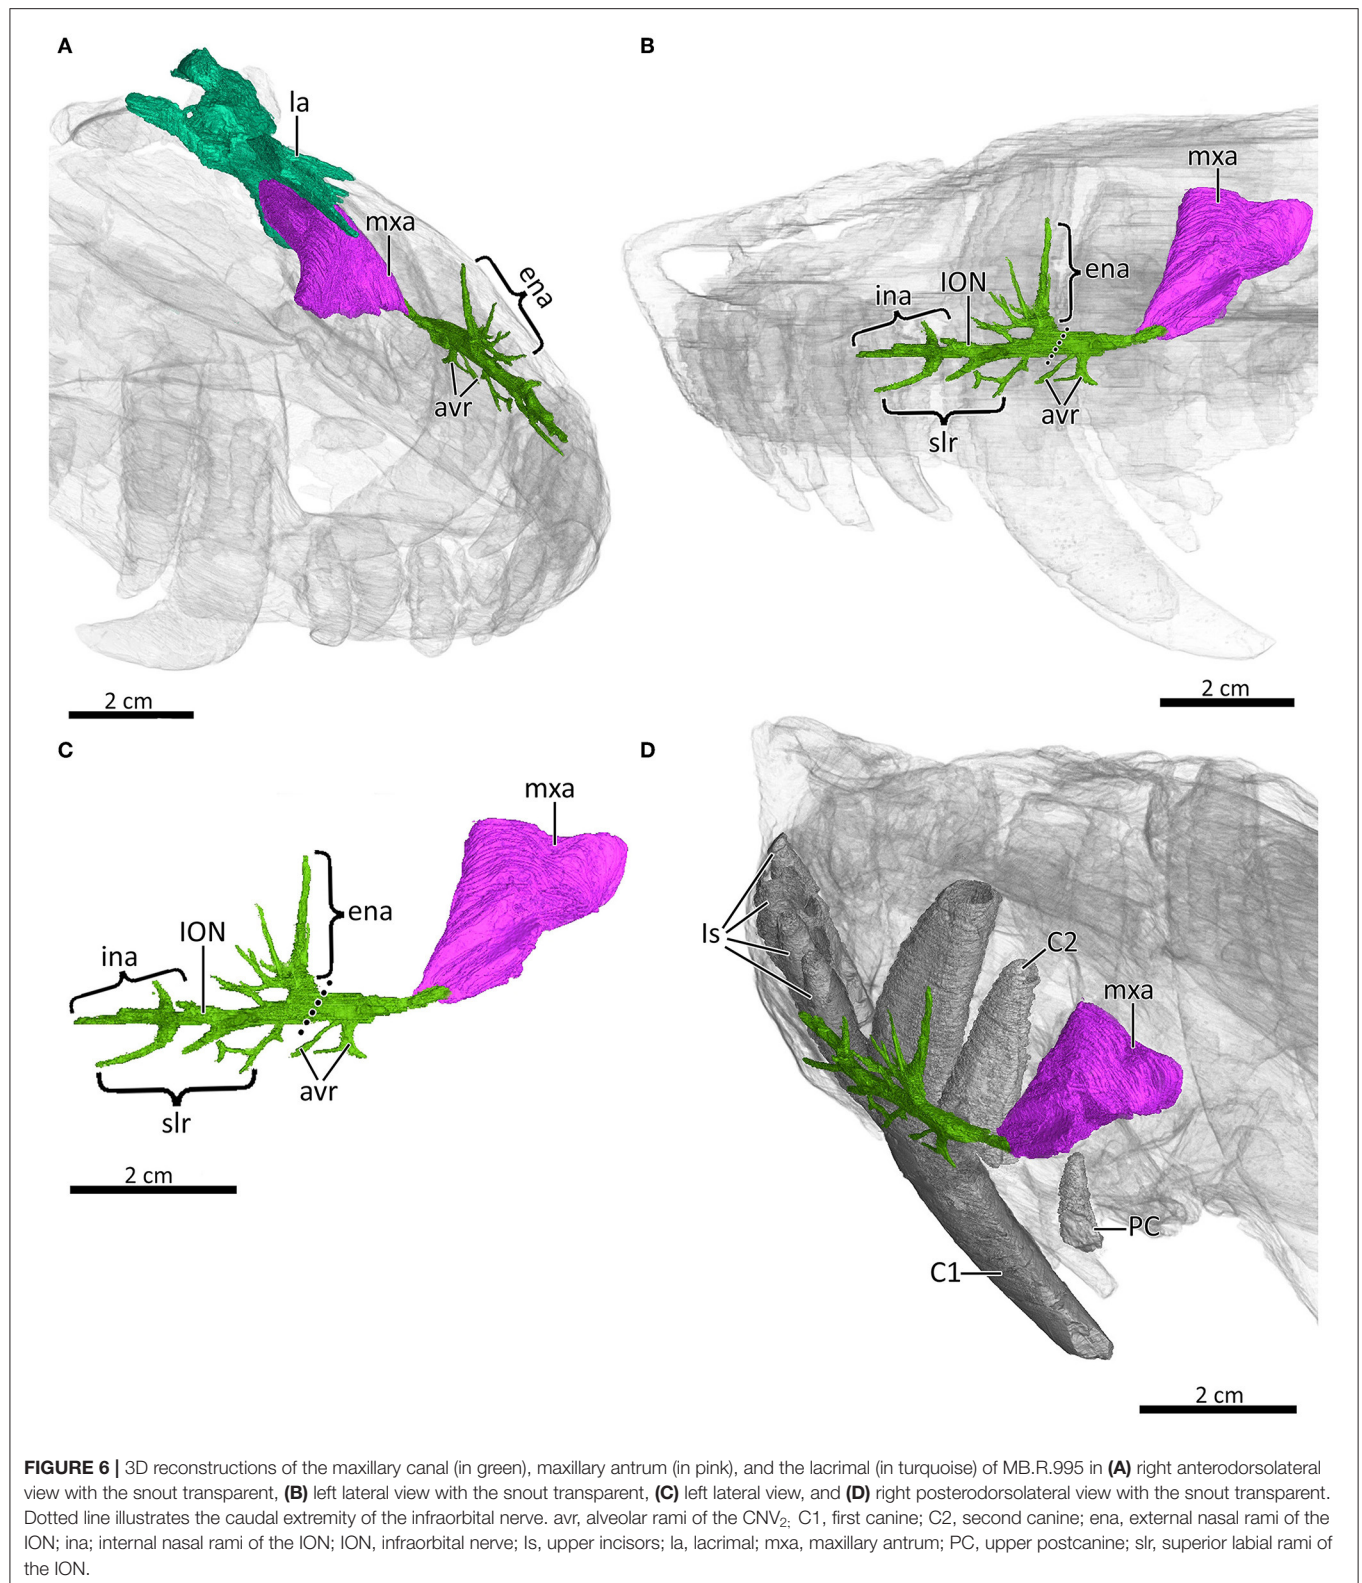 A
la
mxa
ena
avr
2 cm
B
mxa
ena
ION
ina
avr
slr
2 cm
C
mxa
ena
ION
ina
avr
slr
2 cm
D
Is
C2
mxa
PC
C1
2 cm
FIGURE 6 | 3D reconstructions of the maxillary canal (in green), maxillary antrum (in pink), and the lacrimal (in turquoise) of MB.R.995 in (A) right anterodorsolateral
view with the snout transparent, (B) left lateral view with the snout transparent, (C) left lateral view, and (D) right posterodorsolateral view with the snout transparent.
Dotted line illustrates the caudal extremity of the infraorbital nerve. avr, alveolar rami of the CNV₂; C1, first canine; C2, second canine; ena, external nasal rami of the
ION; ina; internal nasal rami of the ION; ION, infraorbital nerve; Is, upper incisors; la, lacrimal; mxa, maxillary antrum; PC, upper postcanine; slr, superior labial rami of
the ION.